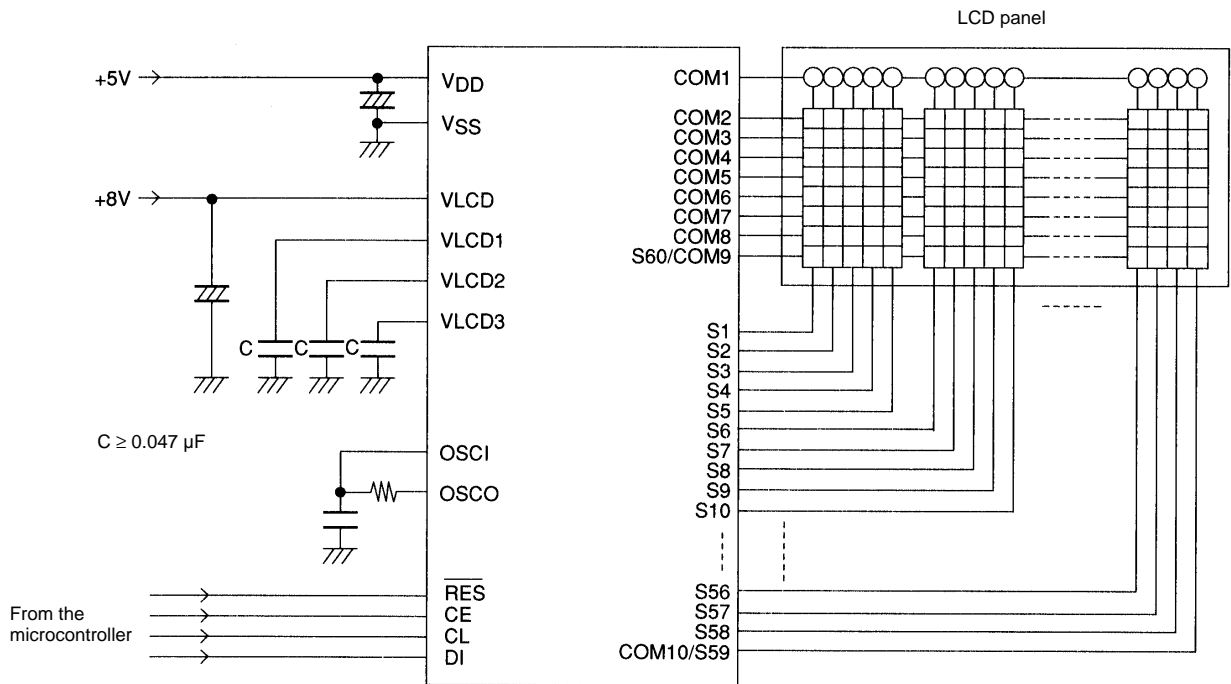 LCD panel
+5V
VDD
VSS
+8V
VLCD
VLCD1
VLCD2
VLCD3
C
C
C
C ≥ 0.047 µF
OSCI
OSCO
From the
microcontroller
RES
CE
CL
DI
COM1
COM2
COM3
COM4
COM5
COM6
COM7
COM8
S60/COM9
S1
S2
S3
S4
S5
S6
S7
S8
S9
S10
S56
S57
S58
COM10/S59